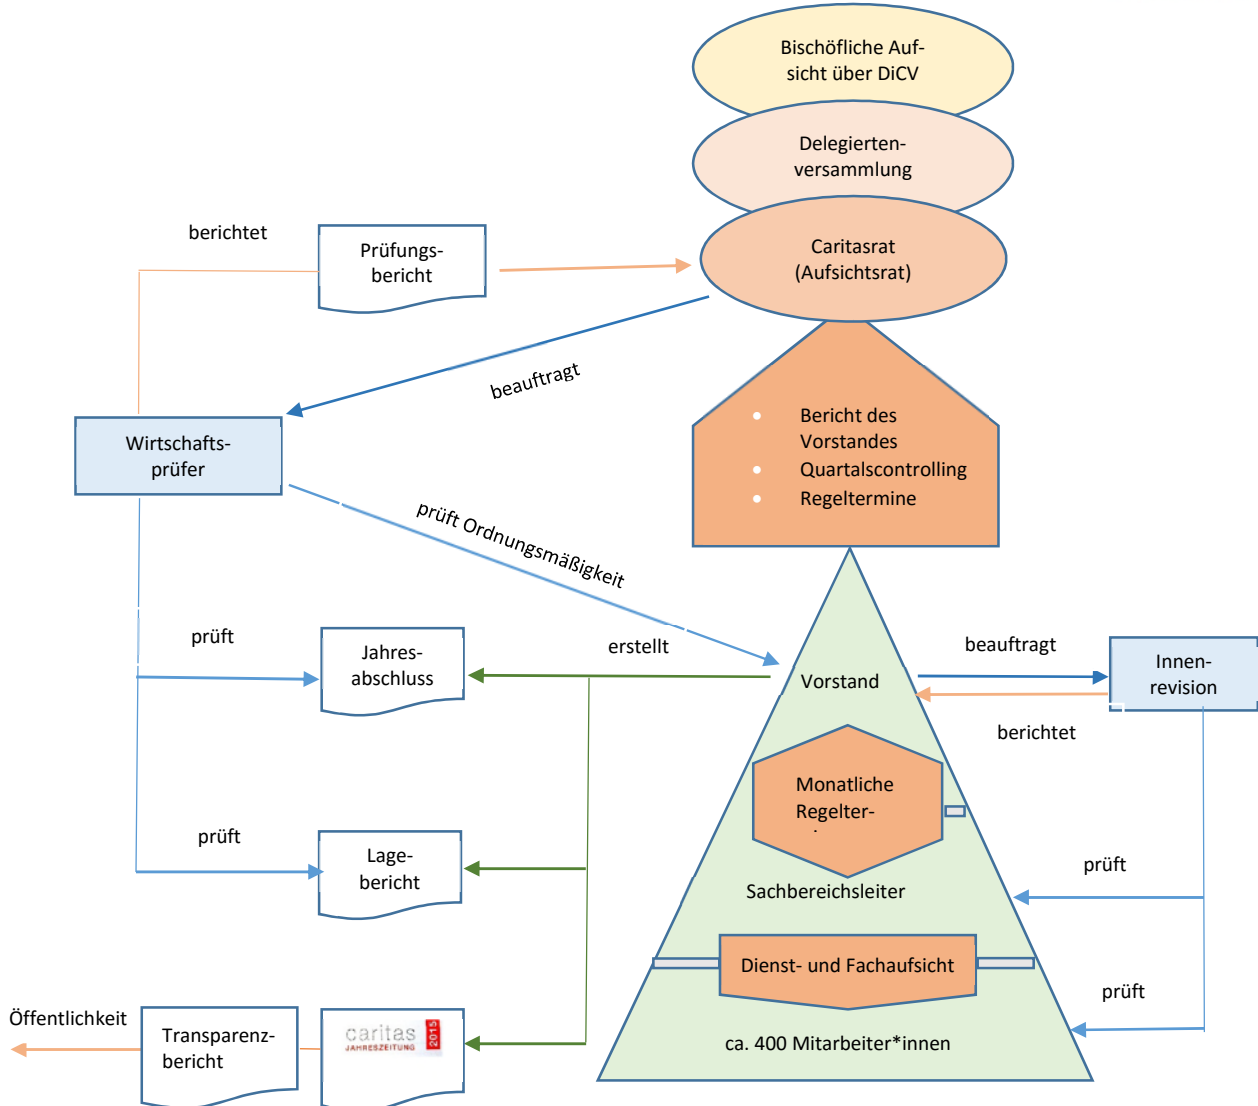 Bischöfliche Auf-
sicht über DiCV
Delegierten-
versammlung
Caritasrat
(Aufsichtsrat)
berichtet
Prüfungs-
bericht
beauftragt
Wirtschafts-
prüfer
• Bericht des
Vorstandes
• Quartalscontrolling
• Regeltermine
prüft Ordnungsmäßigkeit
prüft
Jahres-
abschluss
erstellt
Vorstand
beauftragt
Innen-
revision
berichtet
Monatliche
Regelter-
prüft
Lage-
bericht
Sachbereichsleiter
prüft
Dienst- und Fachaufsicht
prüft
Öffentlichkeit
Transparenz-
bericht
caritas
JAHRESZEITUNG
2015
ca. 400 Mitarbeiter*innen